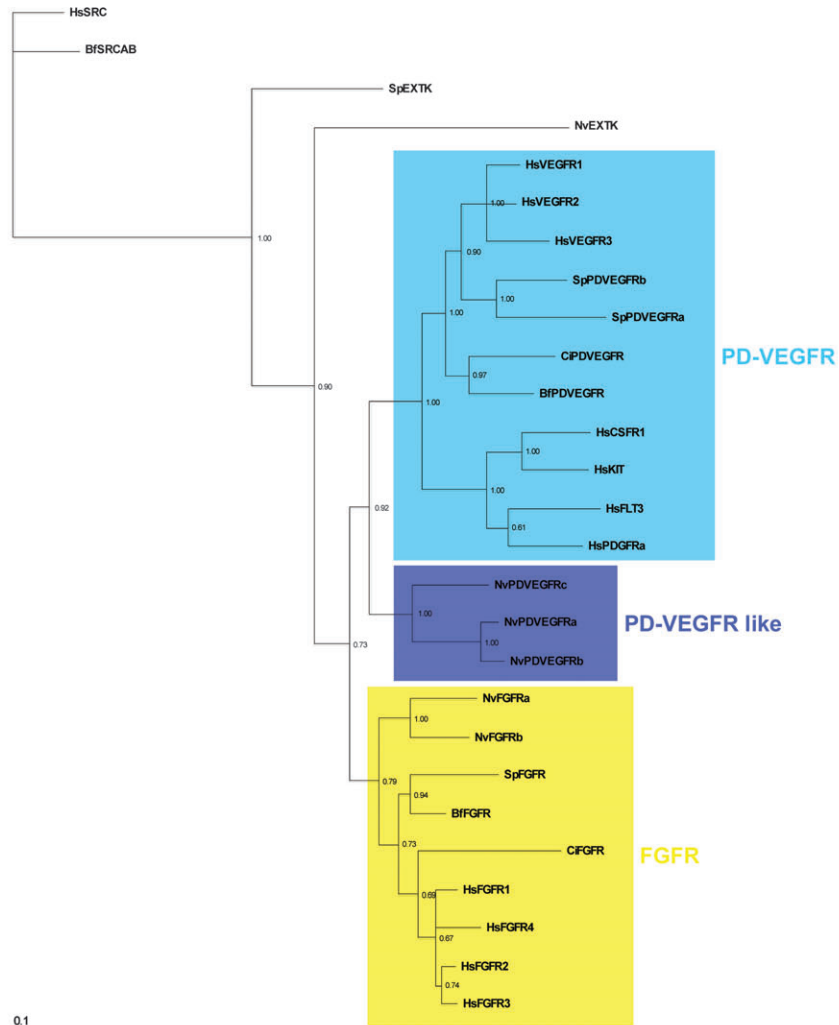 HsSRC
BfSRCAB
SpEXTK
NvEXTK
1.00
HsVEGFR1
HsVEGFR2
1.00
HsVEGFR3
0.90
SpPDVEGFRb
1.00
SpPDVEGFRa
1.00
CiPDVEGFR
0.97
BfPDVEGFR
PD-VEGFR
0.90
1.00
HsCSFR1
1.00
HsKIT
1.00
HsFLT3
0.61
HsPDGFRa
0.92
NvPDVEGFRc
1.00
NvPDVEGFRa
1.00
NvPDVEGFRb
PD-VEGFR like
0.73
NvFGFRa
1.00
NvFGFRb
0.79
SpFGFR
0.94
BfFGFR
0.73
CiFGFR
FGFR
0.69
HsFGFR1
HsFGFR4
0.67
HsFGFR2
0.74
HsFGFR3
0.1